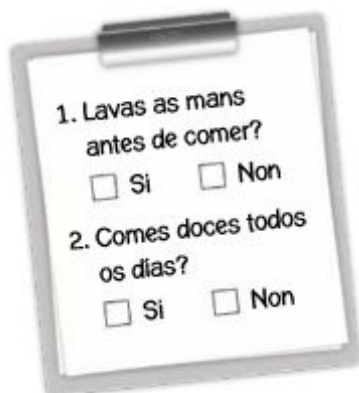 1. Lavas as mans
antes de comer?
Si Non
2. Comes doces todos
os días?
Si Non